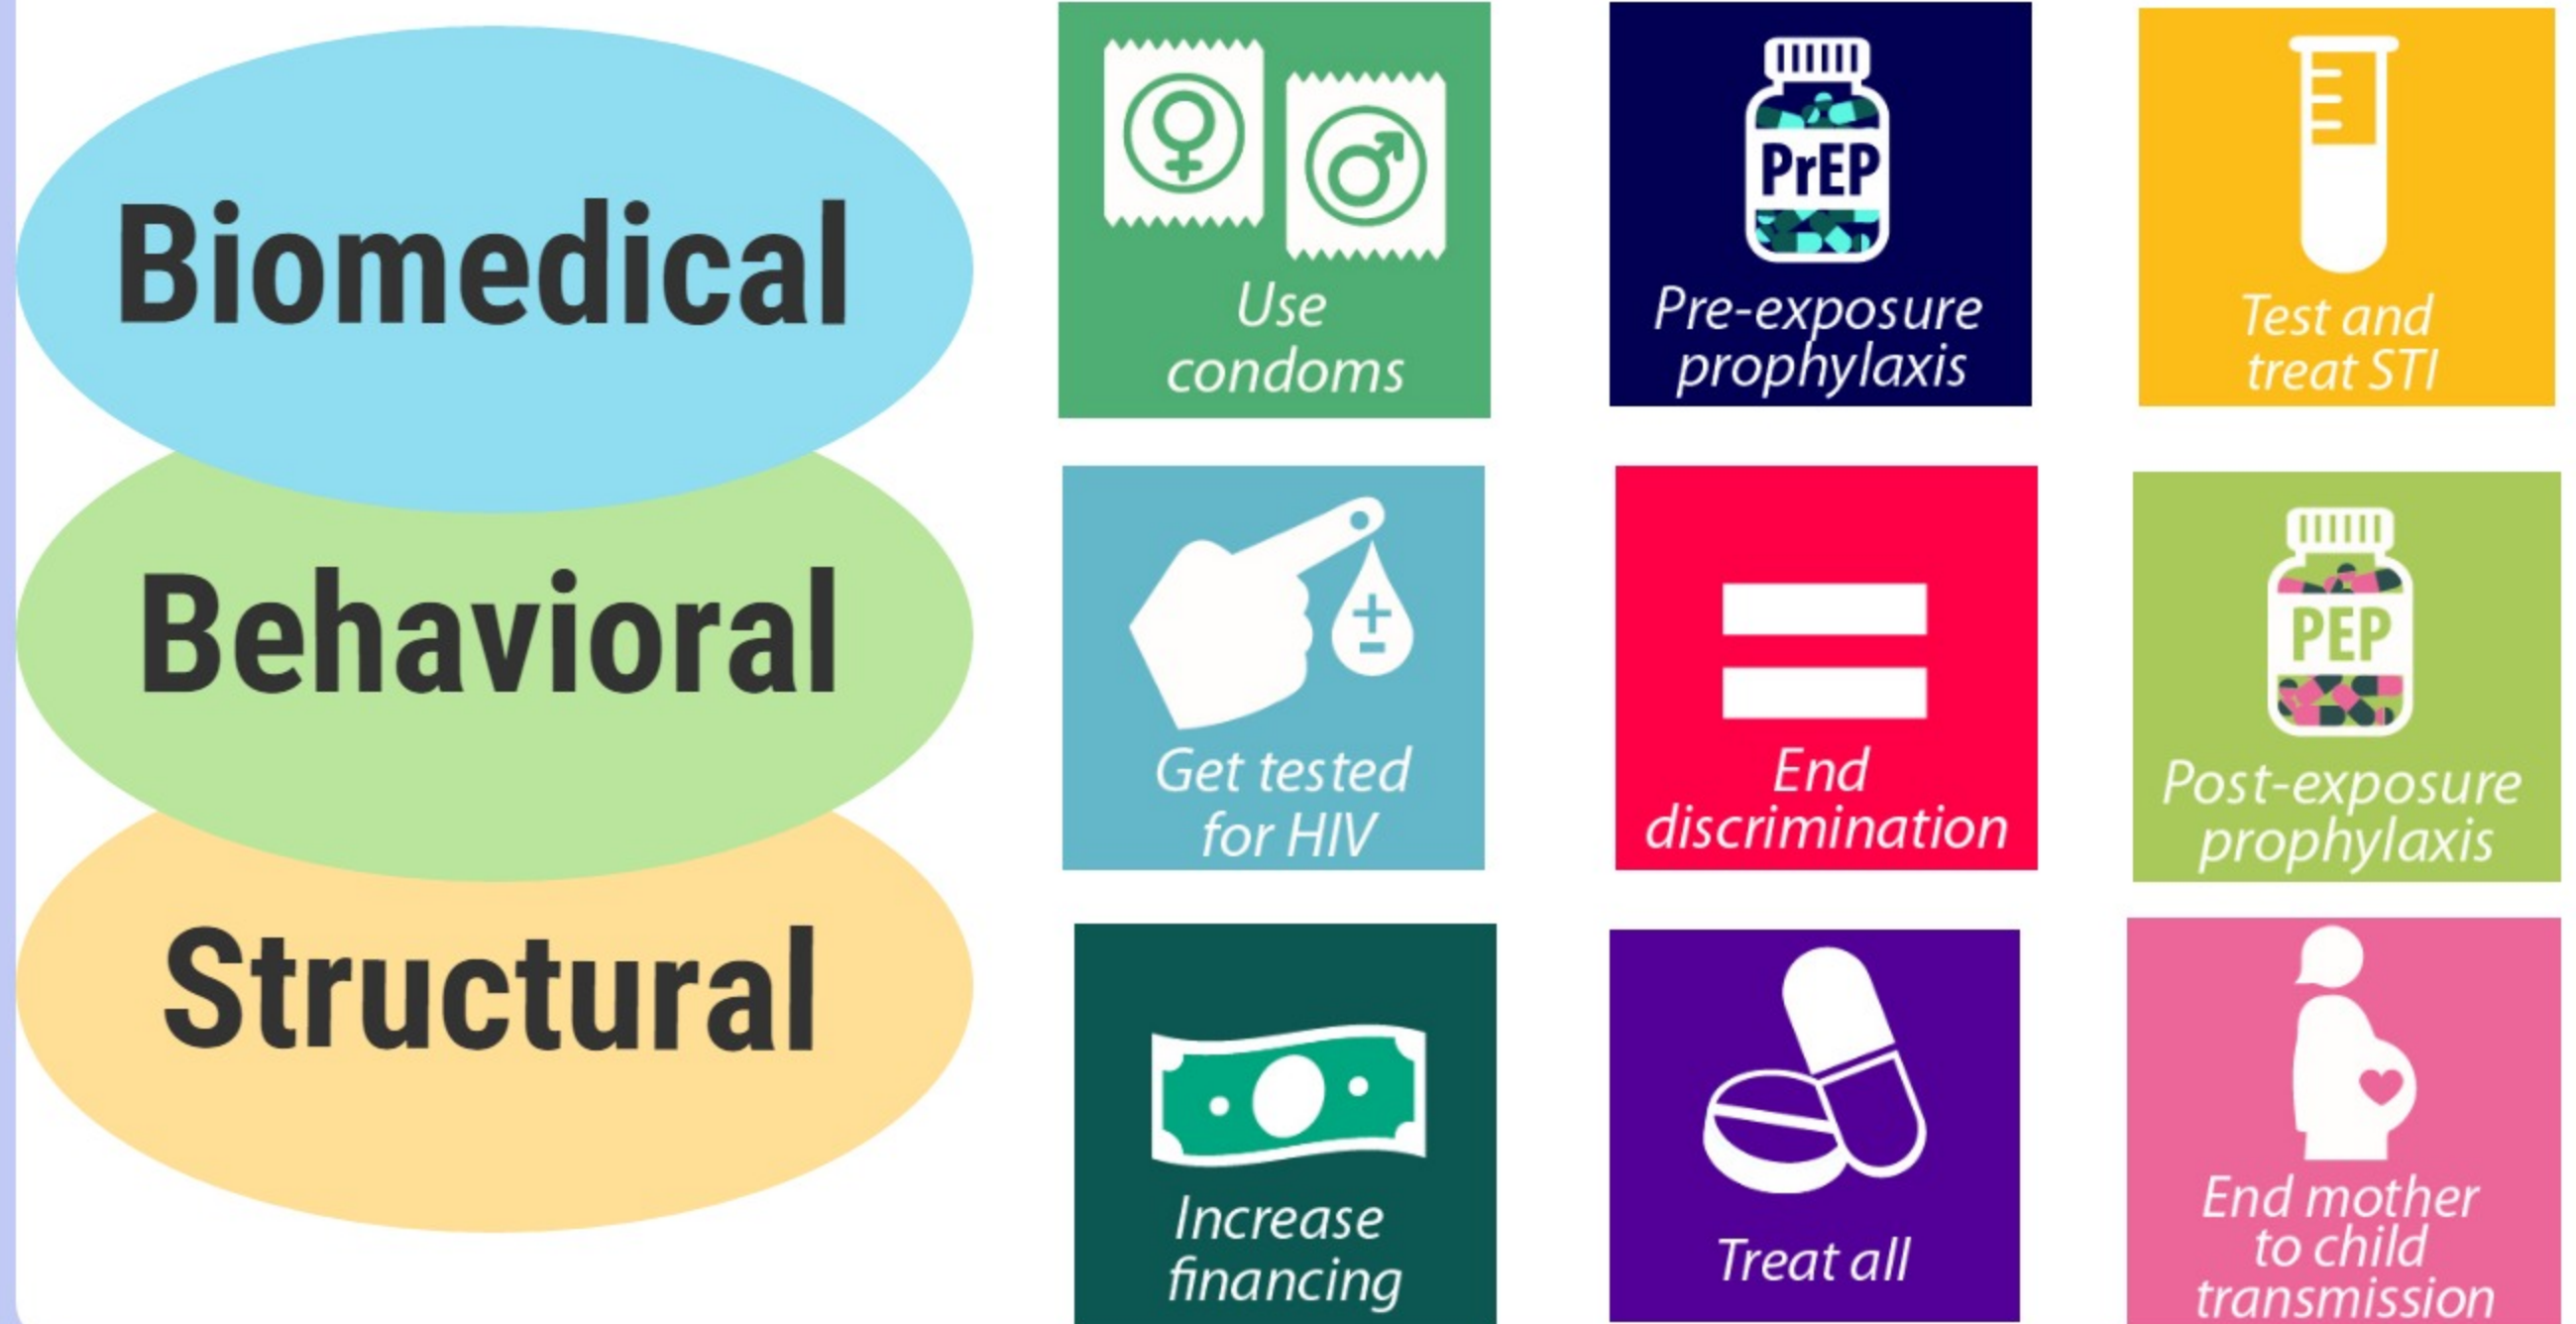 Biomedical
Behavioral
Structural
Use
condoms
PrEP
Pre-exposure
prophylaxis
Test and
treat STI
Get tested
for HIV
End
discrimination
PEP
Post-exposure
prophylaxis
Increase
financing
Treat all
End mother
to child
transmission